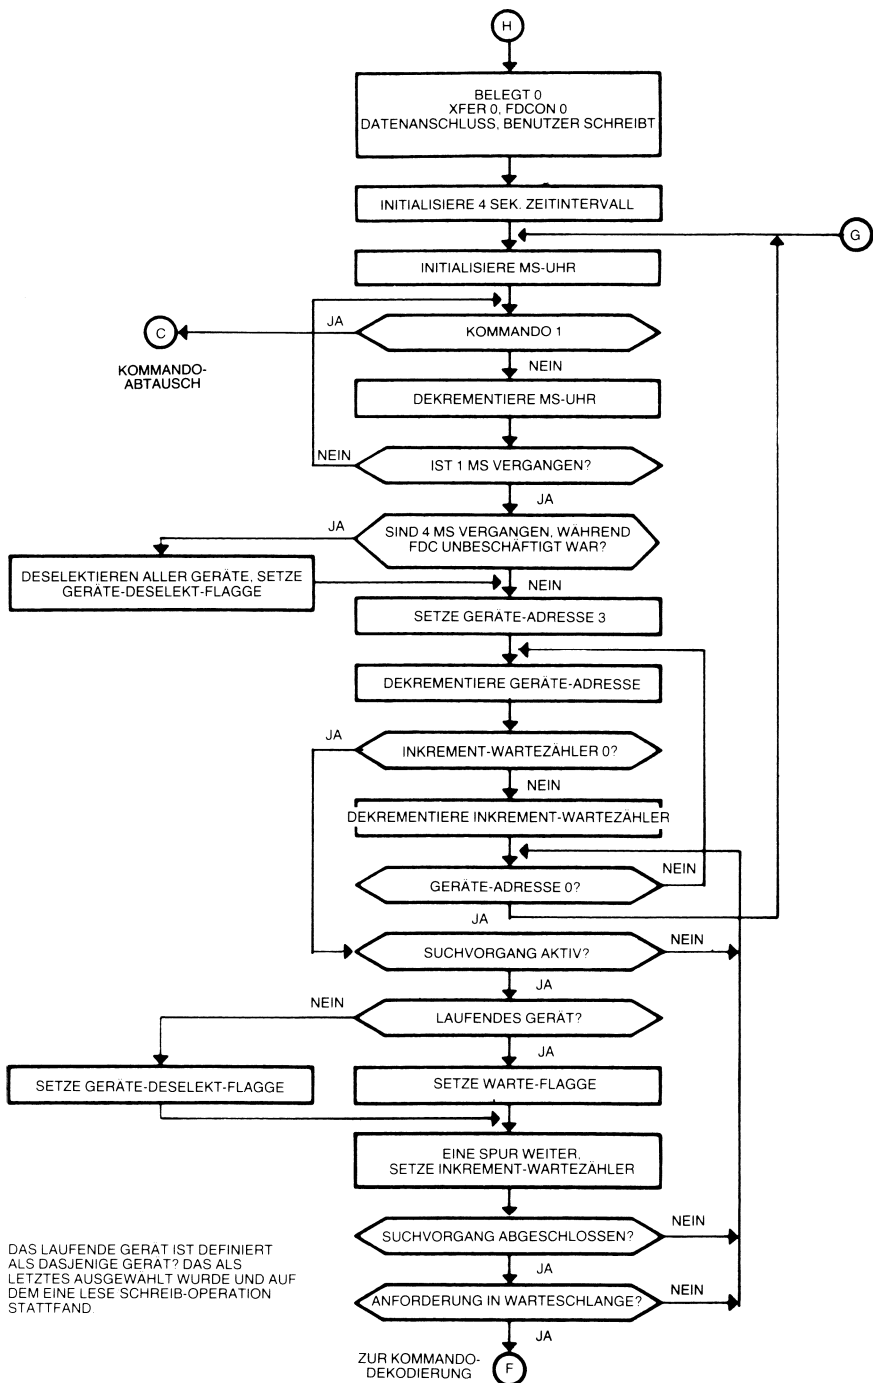 H
BELEGT 0
XFER 0, FDCON 0
DATENANSCHLUSS, BENUTZER SCHREIBT
INITIALISIERE 4 SEK. ZEITINTERVALL
G
INITIALISIERE MS-UHR
JA
C
KOMMANDO 1
KOMMANDO-
ABTAUSCH
NEIN
DEKREMENTIERE MS-UHR
NEIN
IST 1 MS VERGANGEN?
JA
JA
SIND 4 MS VERGANGEN, WÄHREND
FDC UNBESCHÄFTIGT WAR?
DESELEKTIEREN ALLER GERÄTE, SETZE
GERÄTE-DESELEKT-FLAGGE
NEIN
SETZE GERÄTE-ADRESSE 3
DEKREMENTIERE GERÄTE-ADRESSE
JA
INKREMENT-WARTEZÄHLER 0?
NEIN
DEKREMENTIERE INKREMENT-WARTEZÄHLER
NEIN
GERÄTE-ADRESSE 0?
JA
NEIN
SUCHVORGANG AKTIV?
JA
NEIN
LAUFENDES GERÄT?
JA
SETZE GERÄTE-DESELEKT-FLAGGE
SETZE WARTE-FLAGGE
EINE SPUR WEITER,
SETZE INKREMENT-WARTEZÄHLER
NEIN
SUCHVORGANG ABGESCHLOSSEN?
JA
DAS LAUFENDE GERÄT IST DEFINIERT
ALS DASJENIGE GERÄT? DAS ALS
LETZTES AUSGEWÄHLT WURDE UND AUF
DEM EINE LESE SCHREIB-OPERATION
STATTFAND.
NEIN
ANFORDERUNG IN WARTESCHLANGE?
JA
ZUR KOMMANDO-
DEKODIERUNG
F